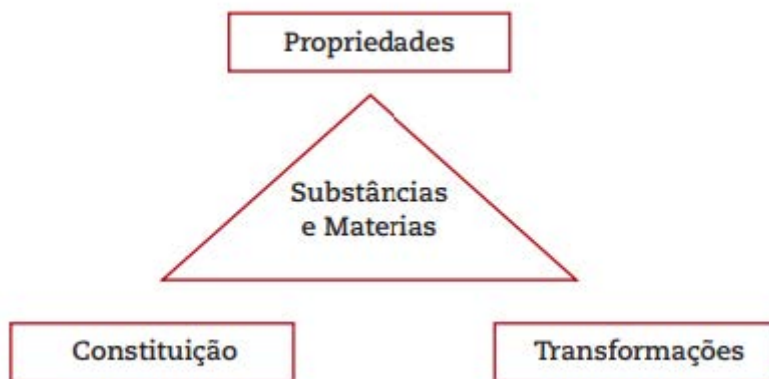 Propriedades
Substâncias
e Materias
Constituição
Transformações